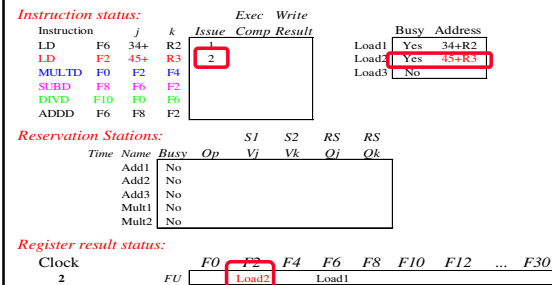 Instruction status: Exec Write
Instruction j k Issue Comp Result Busy Address
LD F6 34+ R2 1 Load1 Yes 34+R2
LD F2 45+ R3 2 Load2 Yes 45+R3
MULTD F0 F2 F4 Load3 No
SUBD F8 F6 F2
DIVD F10 F0 F6
ADDD F6 F8 F2
Reservation Stations: S1 S2 RS RS
Time Name Busy Op Vj Vk Qj Qk
Add1 No
Add2 No
Add3 No
Mult1 No
Mult2 No
Register result status:
Clock F0 F2 F4 F6 F8 F10 F12 ... F30
2 FU Load2 Load1